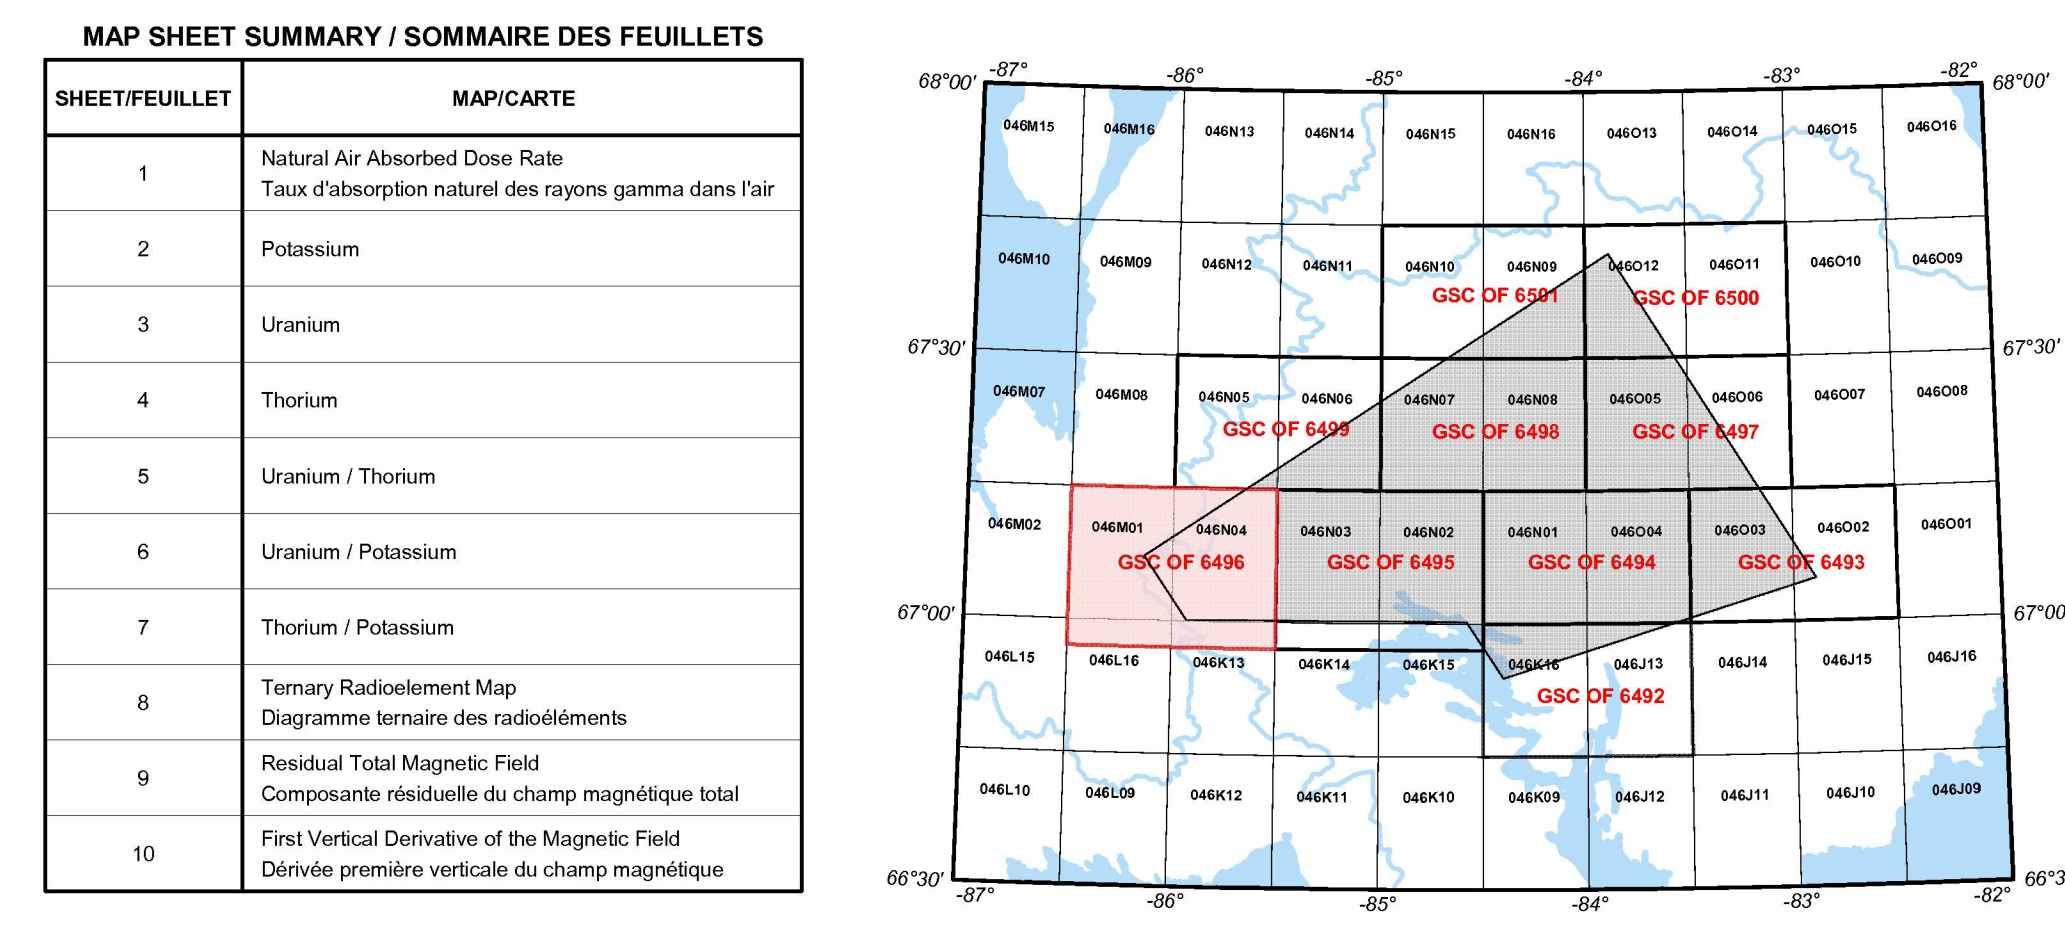 MAP SHEET SUMMARY / SOMMAIRE DES FEUILLETS
SHEET/FEUILLET MAP/CARTE
1 Natural Air Absorbed Dose Rate
Taux d'absorption naturel des rayons gamma dans l'air
2 Potassium
3 Uranium
4 Thorium
5 Uranium / Thorium
6 Uranium / Potassium
7 Thorium / Potassium
8 Ternary Radioelement Map
Diagramme ternaire des radioéléments
9 Residual Total Magnetic Field
Composante résiduelle du champ magnétique total
10 First Vertical Derivative of the Magnetic Field
Dérivée première verticale du champ magnétique
-87° -86° -85° -84° -83° -82°
68°00' 68°00'
046M15 046M16 046N13 046N14 046N15 046N16 046O13 046O14 046O15 046O16
046M10 046M09 046N12 046N11 046N10 046N09 046O12 046O11 046O10 046O09
GSC OF 6501 GSC OF 6500
67°30' 67°30'
046M07 046M08 046N05 046N06 046N07 046N08 046O05 046O06 046O07 046O08
GSC OF 6499 GSC OF 6498 GSC OF 6497
046M02 046M01 046N04 046N03 046N02 046N01 046O04 046O03 046O02 046O01
GSC OF 6496 GSC OF 6495 GSC OF 6494 GSC OF 6493
67°00' 67°00
046L15 046L16 046K13 046K14 046K15 046K16 046J13 046J14 046J15 046J16
GSC OF 6492
046L10 046L09 046K12 046K11 046K10 046K09 046J12 046J11 046J10 046J09
66°30' 66°3
-87° -86° -85° -84° -83° -82°